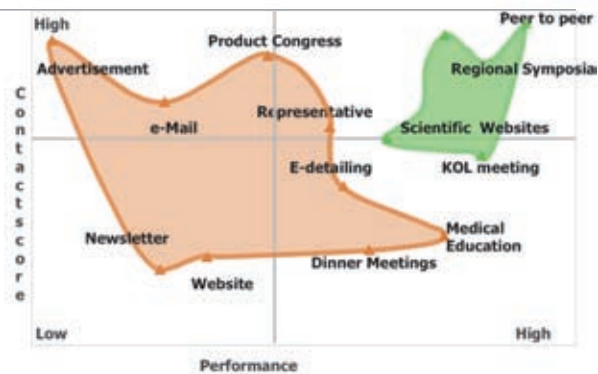 High
Peer to peer
Product Congress
Advertisement
Regional Symposia
Representative
e-Mail
Scientific Websites
E-detailing
KOL meeting
Contactscore
Newsletter
Medical
Education
Dinner Meetings
Website
Low
High
Performance